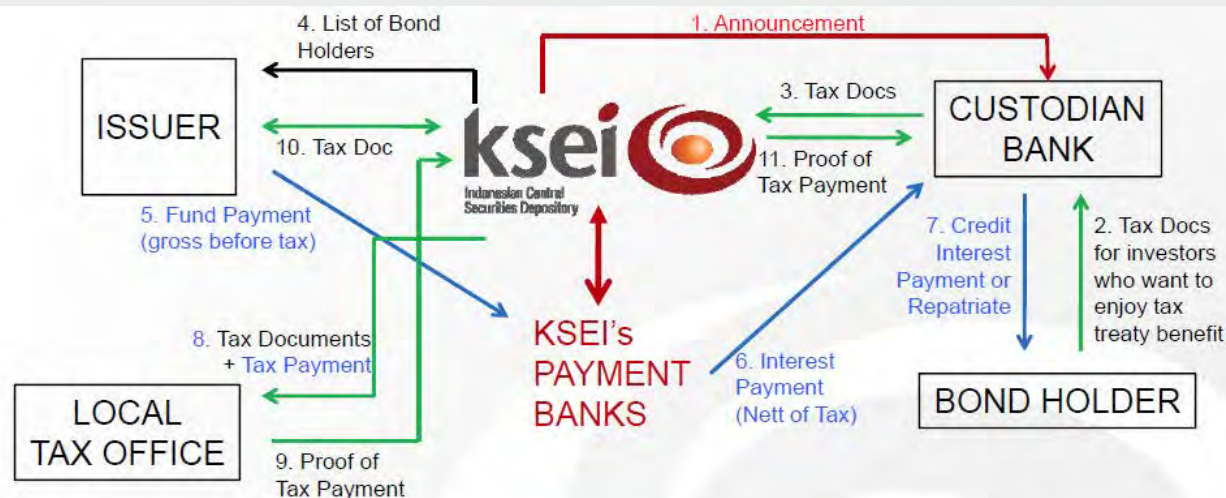 4. List of Bond
Holders
1. Announcement
ISSUER
10. Tax Doc
ksei
Indonesian Central
Securities Depository
3. Tax Docs
11. Proof of
Tax Payment
CUSTODIAN
BANK
5. Fund Payment
(gross before tax)
7. Credit
Interest
Payment or
Repatriate
2. Tax Docs
for investors
who want to
enjoy tax
treaty benefit
8. Tax Documents
+ Tax Payment
KSEI's
PAYMENT
BANKS
6. Interest
Payment
(Nett of Tax)
BOND HOLDER
LOCAL
TAX OFFICE
9. Proof of
Tax Payment